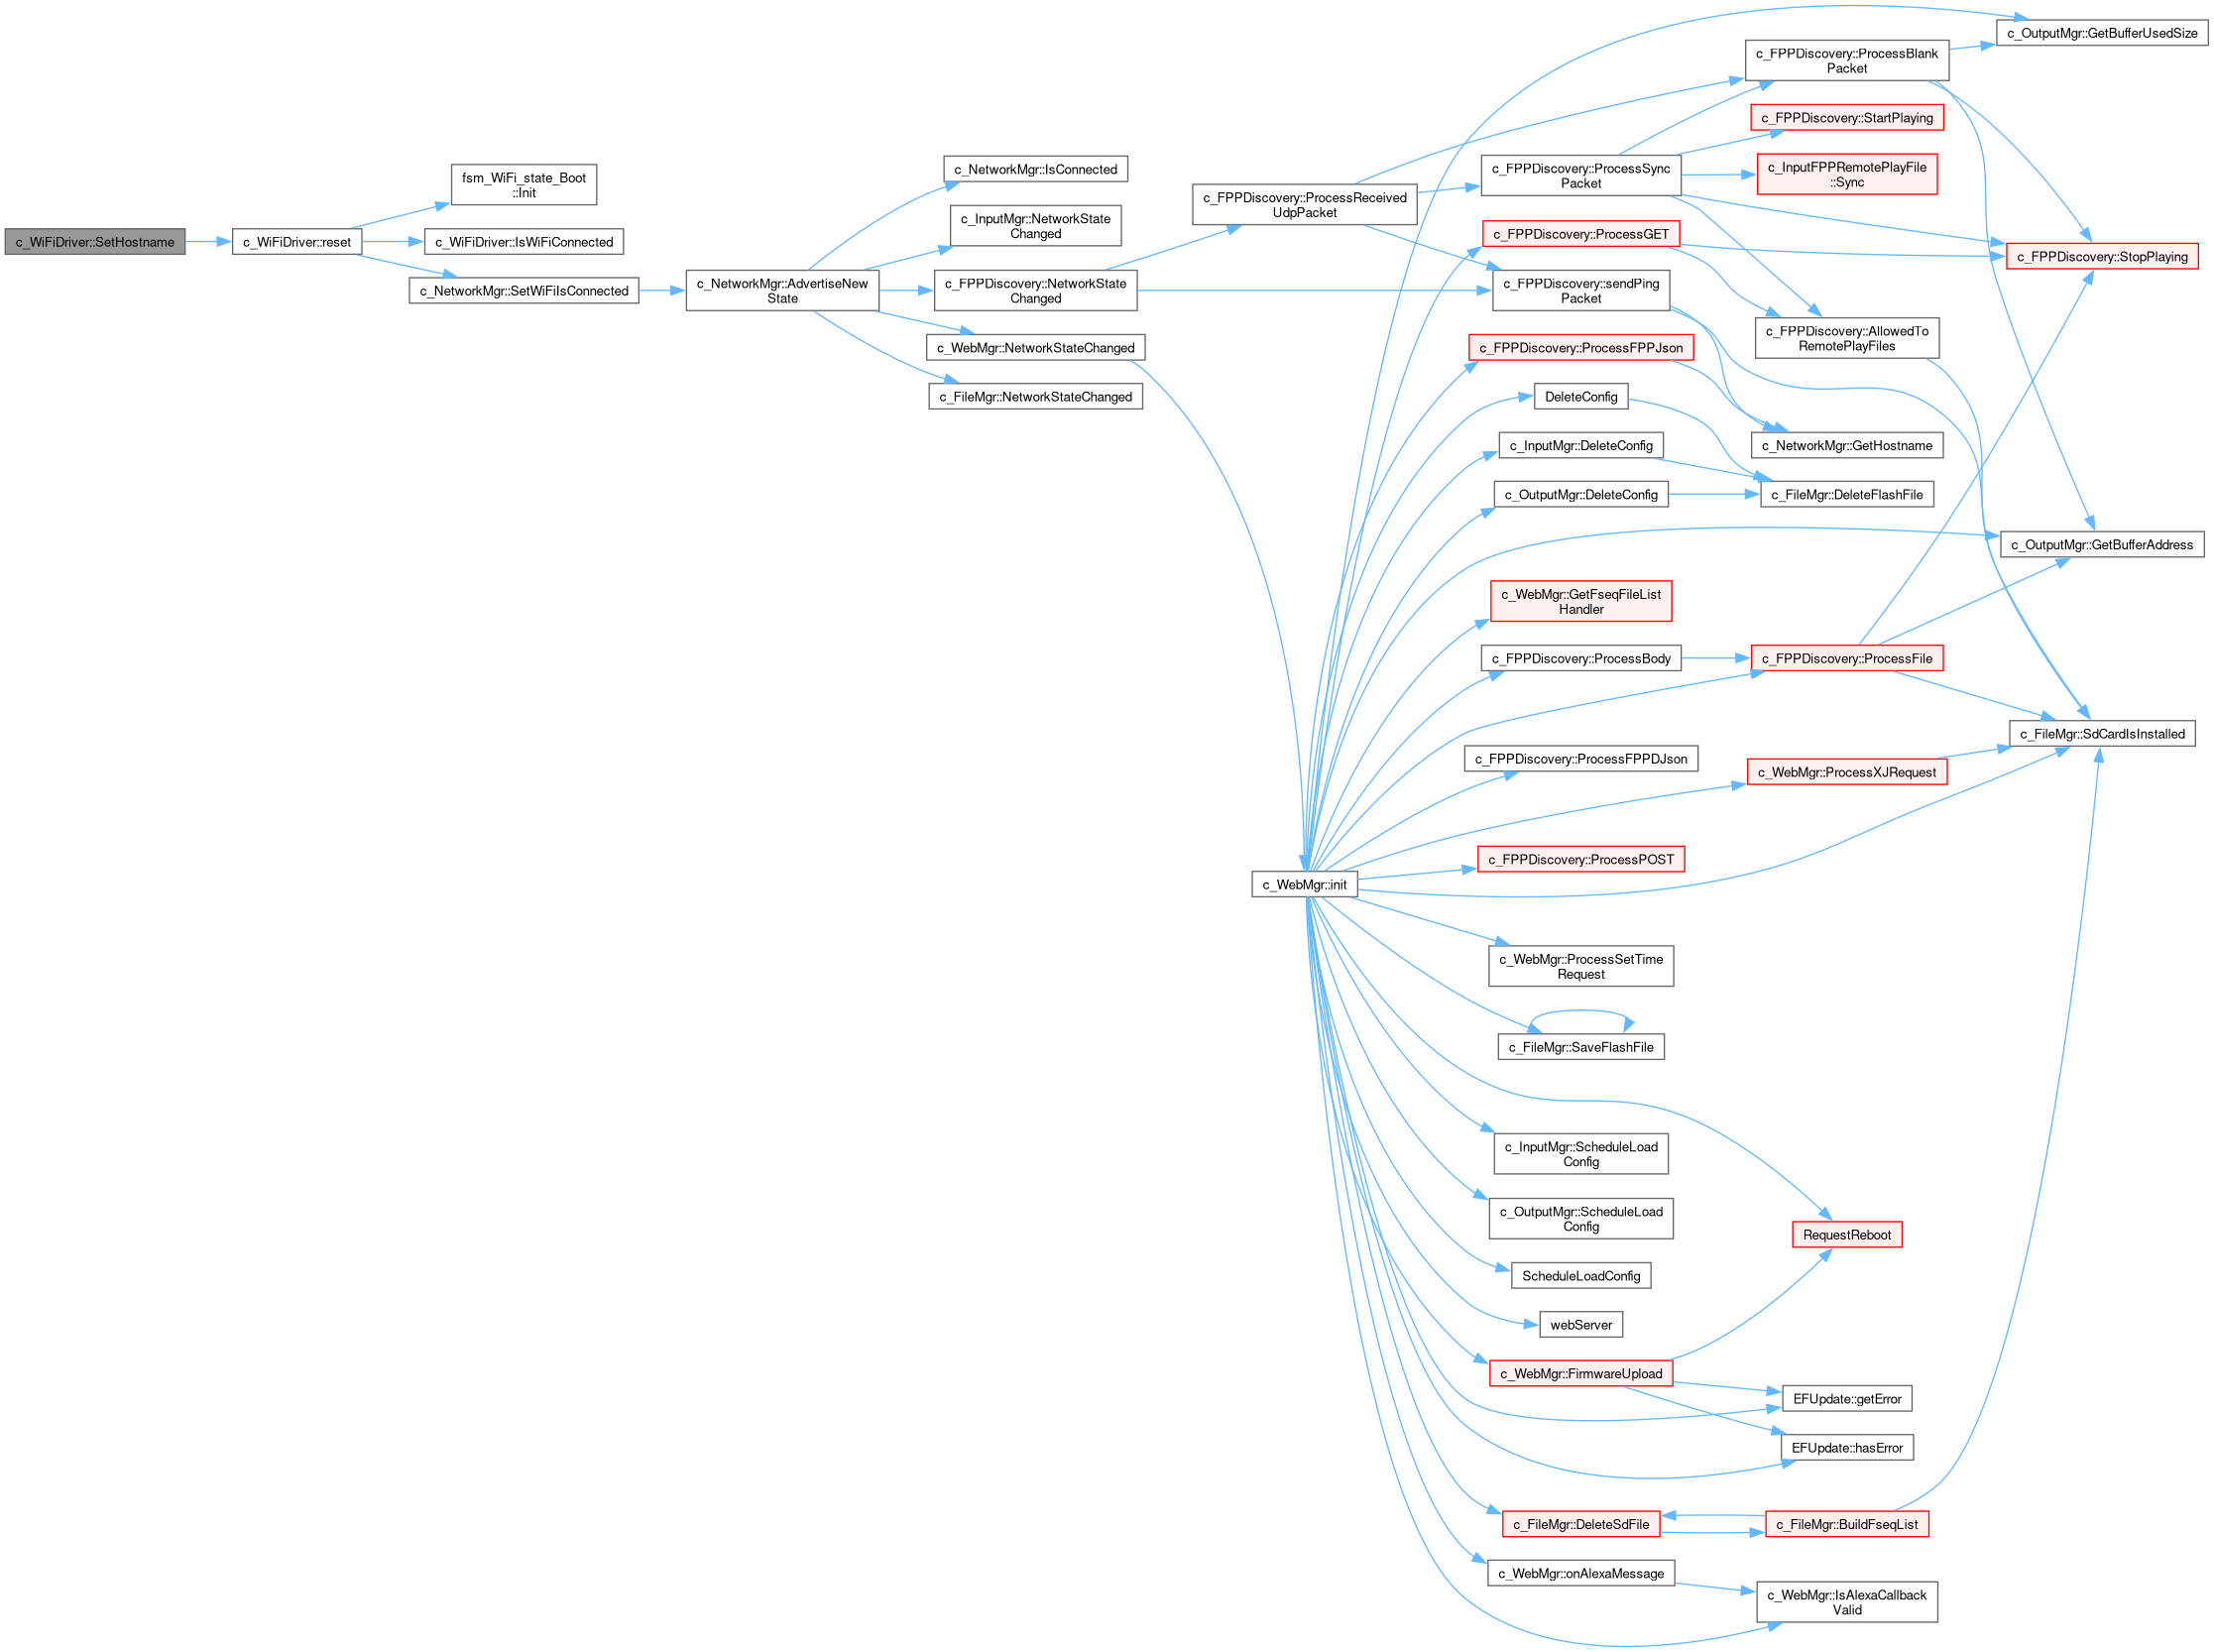 c_WiFiDriver::SetHostname
c_WiFiDriver::reset
fsm_WiFi_state_Boot
::Init
c_WiFiDriver::IsWiFiConnected
c_NetworkMgr::SetWiFiIsConnected
c_NetworkMgr::AdvertiseNew
State
c_NetworkMgr::IsConnected
c_InputMgr::NetworkState
Changed
c_FPPDiscovery::NetworkState
Changed
c_WebMgr::NetworkStateChanged
c_FileMgr::NetworkStateChanged
c_FPPDiscovery::ProcessReceived
UdpPacket
c_WebMgr::init
c_FPPDiscovery::ProcessSync
Packet
c_FPPDiscovery::ProcessGET
c_FPPDiscovery::sendPing
Packet
c_FPPDiscovery::ProcessFPPJson
DeleteConfig
c_InputMgr::DeleteConfig
c_OutputMgr::DeleteConfig
c_WebMgr::GetFseqFileList
Handler
c_FPPDiscovery::ProcessBody
c_FPPDiscovery::ProcessFPPDJson
c_FPPDiscovery::ProcessPOST
c_WebMgr::ProcessSetTime
Request
c_FileMgr::SaveFlashFile
c_InputMgr::ScheduleLoad
Config
c_OutputMgr::ScheduleLoad
Config
ScheduleLoadConfig
webServer
c_WebMgr::FirmwareUpload
c_FileMgr::DeleteSdFile
c_WebMgr::onAlexaMessage
c_FPPDiscovery::ProcessBlank
Packet
c_FPPDiscovery::StartPlaying
c_InputFPPRemotePlayFile
::Sync
c_FPPDiscovery::AllowedTo
RemotePlayFiles
c_NetworkMgr::GetHostname
c_FileMgr::DeleteFlashFile
c_FPPDiscovery::ProcessFile
c_WebMgr::ProcessXJRequest
RequestReboot
EFUpdate::getError
EFUpdate::hasError
c_FileMgr::BuildFseqList
c_WebMgr::IsAlexaCallback
Valid
c_OutputMgr::GetBufferUsedSize
c_FPPDiscovery::StopPlaying
c_OutputMgr::GetBufferAddress
c_FileMgr::SdCardIsInstalled